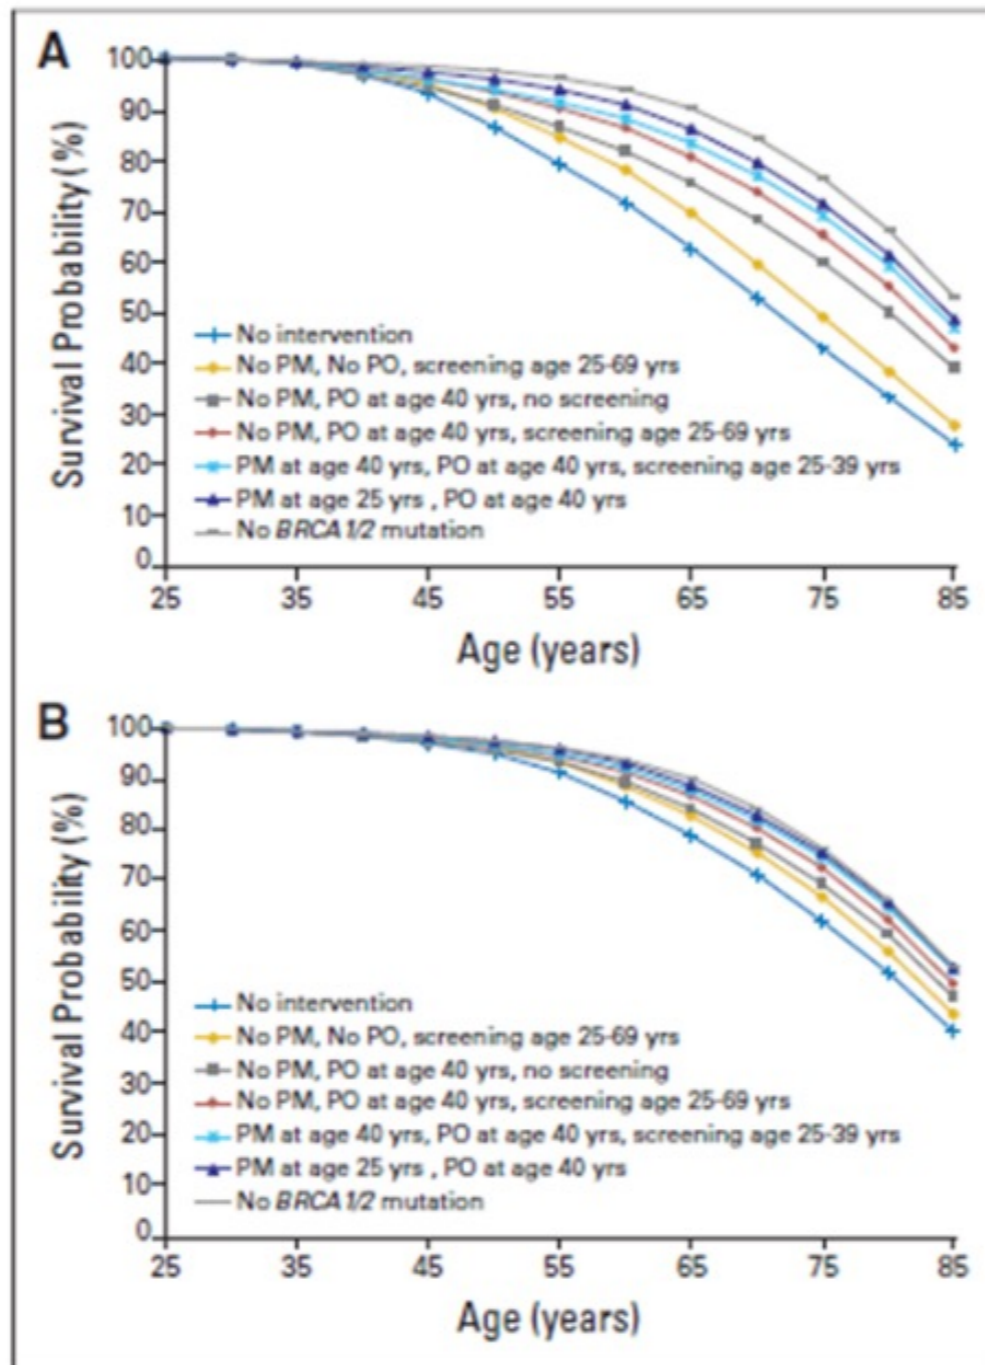 A
Survival Probability (%)
100
90
80
70
60
50
40
30
20
10
0
No intervention
No PM, No PO, screening age 25-69 yrs
No PM, PO at age 40 yrs, no screening
No PM, PO at age 40 yrs, screening age 25-69 yrs
PM at age 40 yrs, PO at age 40 yrs, screening age 25-39 yrs
PM at age 25 yrs , PO at age 40 yrs
No BRCA1/2 mutation
25 35 45 55 65 75 85
Age (years)
B
Survival Probability (%)
100
90
80
70
60
50
40
30
20
10
0
No intervention
No PM, No PO, screening age 25-69 yrs
No PM, PO at age 40 yrs, no screening
No PM, PO at age 40 yrs, screening age 25-69 yrs
PM at age 40 yrs, PO at age 40 yrs, screening age 25-39 yrs
PM at age 25 yrs , PO at age 40 yrs
No BRCA1/2 mutation
25 35 45 55 65 75 85
Age (years)